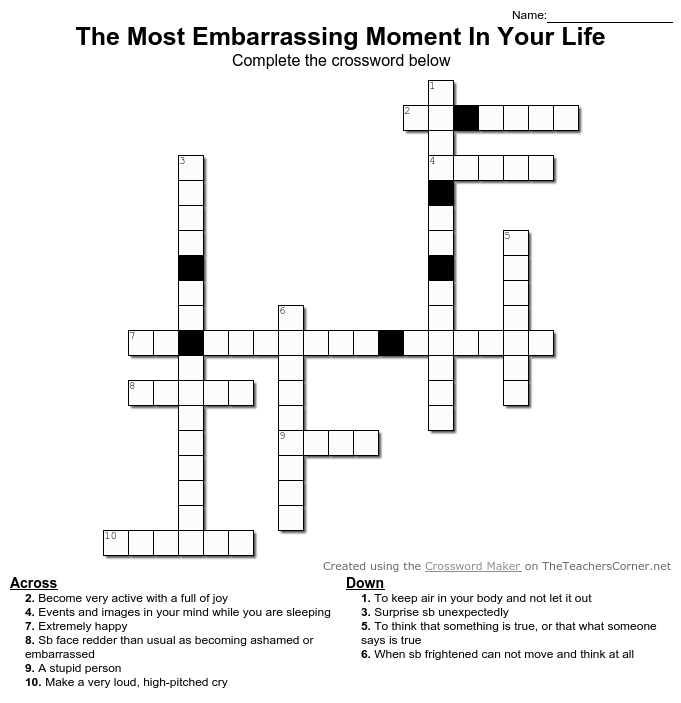 Name:
The Most Embarrassing Moment In Your Life
Complete the crossword below
1
2
3
4
5
6
7
8
9
10
Created using the Crossword Maker on TheTeachersCorner.net
Across
2. Become very active with a full of joy
4. Events and images in your mind while you are sleeping
7. Extremely happy
8. Sb face redder than usual as becoming ashamed or
embarrassed
9. A stupid person
10. Make a very loud, high-pitched cry
Down
1. To keep air in your body and not let it out
3. Surprise sb unexpectedly
5. To think that something is true, or that what someone
says is true
6. When sb frightened can not move and think at all